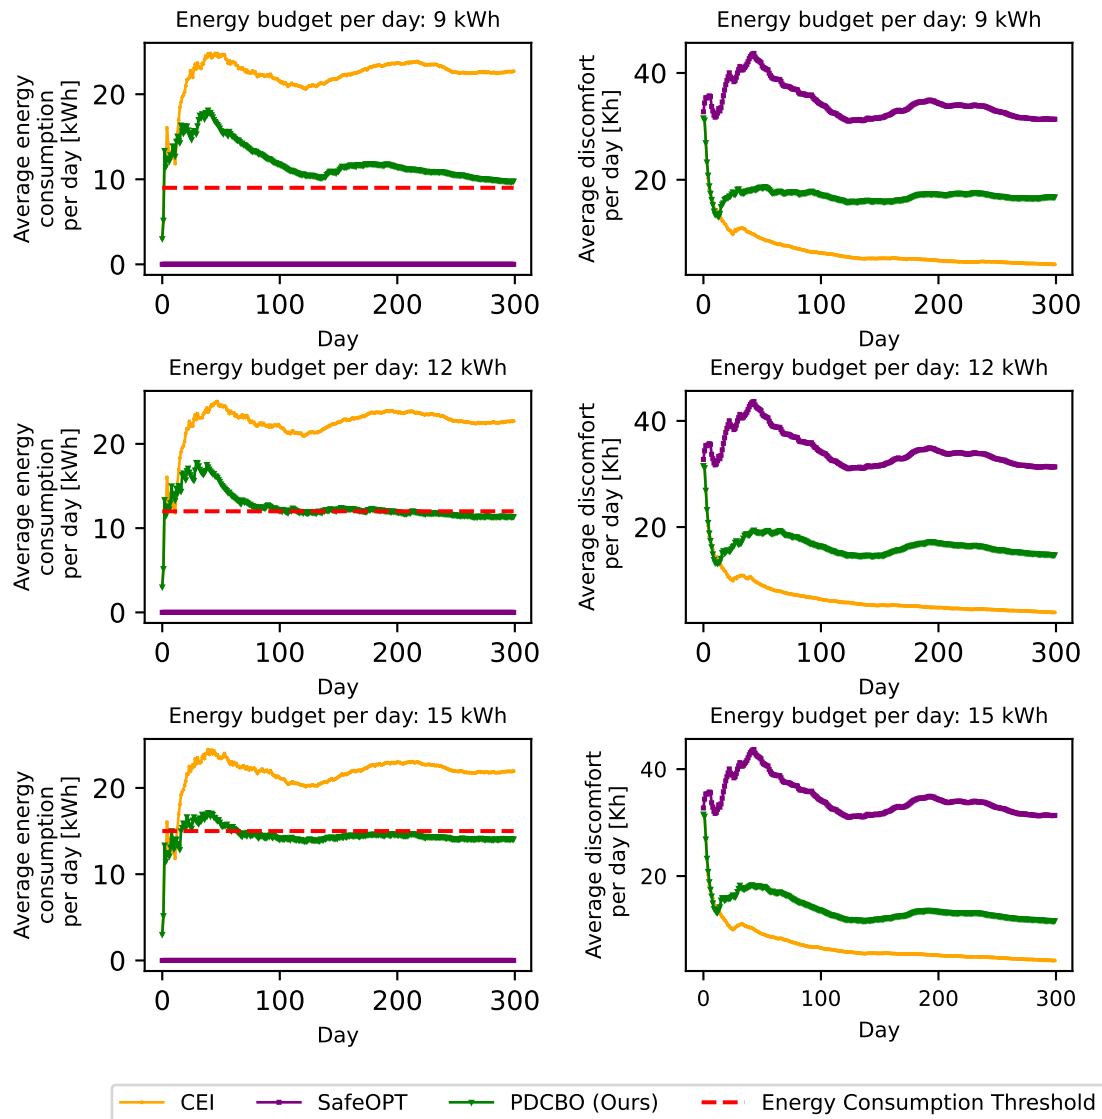 Energy budget per day: 9 kWh
Average energy
consumption
per day [kWh]
20
10
0
0
100
200
300
Day
Energy budget per day: 9 kWh
Average discomfort
per day [Kh]
40
20
0
100
200
300
Day
Energy budget per day: 12 kWh
Average energy
consumption
per day [kWh]
20
10
0
0
100
200
300
Day
Energy budget per day: 12 kWh
Average discomfort
per day [Kh]
40
20
0
100
200
300
Day
Energy budget per day: 15 kWh
Average energy
consumption
per day [kWh]
20
10
0
0
100
200
300
Day
Energy budget per day: 15 kWh
Average discomfort
per day [Kh]
40
20
0
100
200
300
Day
CEI
SafeOPT
PDCBO (Ours)
Energy Consumption Threshold